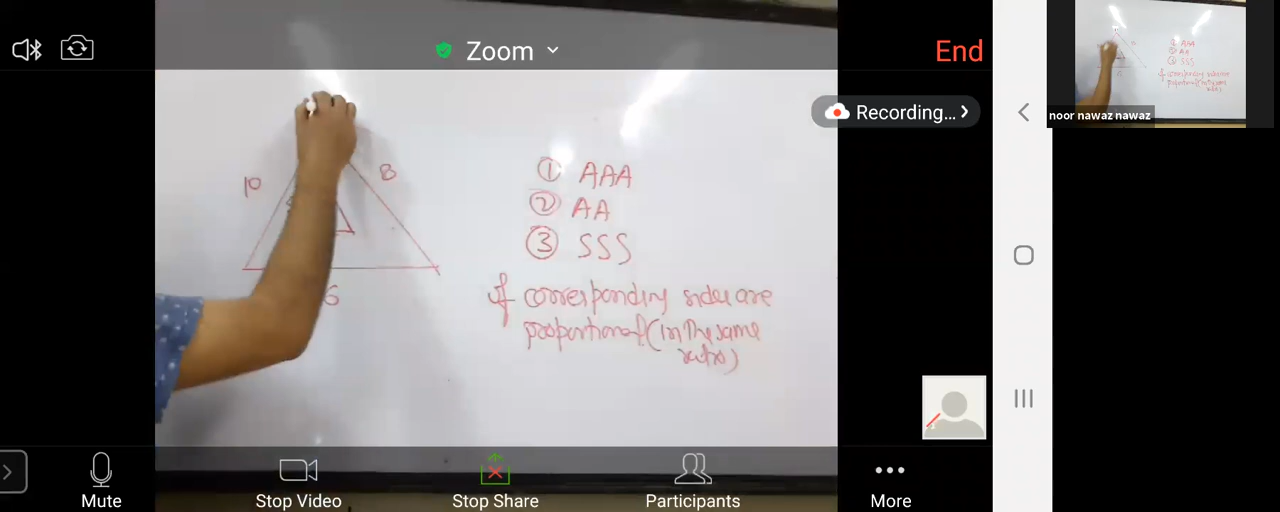 Zoom
End
Recording...
noor nawaz nawaz
10
8
6
① AAA
② AA
③ SSS
If corresponding sides are
proportional (in the same
ratio)
Mute
Stop Video
Stop Share
Participants
More